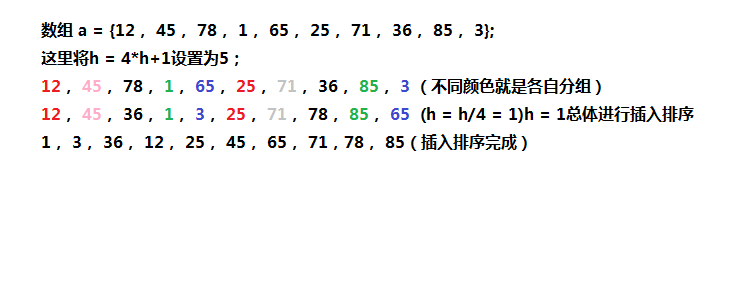 数组 a = {12 , 45 , 78 , 1 , 65 , 25 , 71 , 36 , 85 , 3};
这里将h = 4*h+1设置为5；
12 , 45 , 78 , 1 , 65 , 25 , 71 , 36 , 85 , 3 （不同颜色就是各自分组）
12 , 45 , 36 , 1 , 3 , 25 , 71 , 78 , 85 , 65 (h = h/4 = 1)h = 1总体进行插入排序
1 , 3 , 36 , 12 , 25 , 45 , 65 , 71 , 78 , 85（插入排序完成）